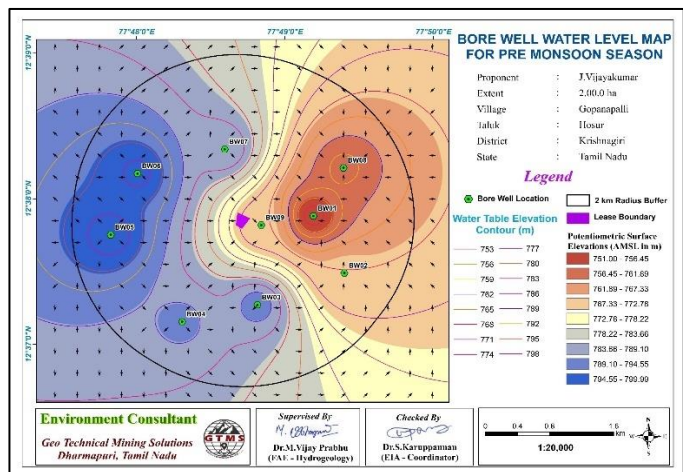 77°48'0"E
77°49'0"E
77°50'0"E
12°39'0"N
12°38'0"N
12°37'0"N
BW07
BW06
BW08
BW01
BW05
BW09
BW02
BW03
BW04
BORE WELL WATER LEVEL MAP
FOR PRE MONSOON SEASON
Proponent : J.Vijayakumar
Extent : 2.00.0 ha
Village : Gopanapalli
Taluk : Hosur
District : Krishnagiri
State : Tamil Nadu
Legend
Bore Well Location
2 km Radius Buffer
Lease Boundary
Water Table Elevation
Contour (m)
753 777
756 780
759 783
762 786
765 789
768 792
771 795
774 798
Potentiometric Surface
Elevations (AMSL in m)
751.00 - 756.45
756.45 - 761.89
761.89 - 767.33
767.33 - 772.78
772.78 - 778.22
778.22 - 783.66
783.66 - 789.10
789.10 - 794.55
794.55 - 799.99
Environment Consultant
Geo Technical Mining Solutions
Dharmapuri, Tamil Nadu
GTMS
Supervised By
Dr.M.Vijay Prabhu
(FAE - Hydrogeology)
Checked By
Dr.S.Karuppannan
(EIA - Coordinator)
0 0.4 0.8 1.6
km
1:20,000